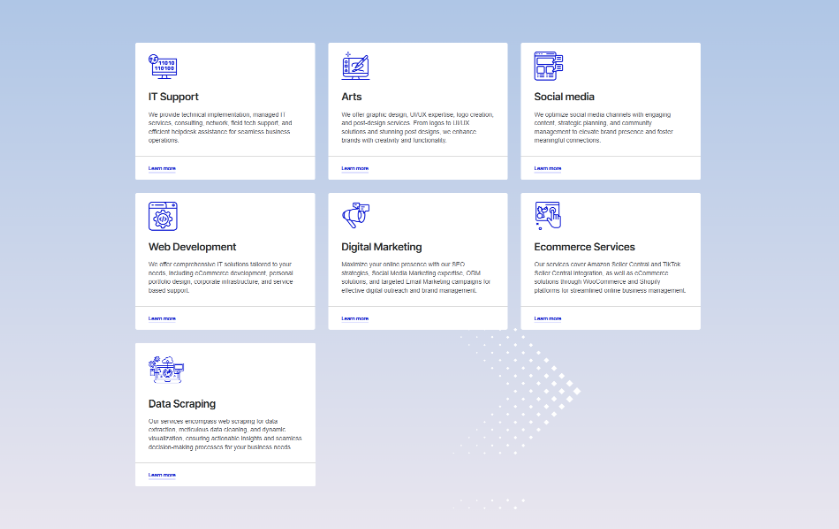 IT Support
We provide technical implementation, managed IT
services, consulting, network, field tech support, and
efficient helpdesk assistance for seamless business
operations.
Learn more
Arts
We offer graphic design, UI/UX expertise, logo creation,
and post-design services. From logos to UI/UX
solutions and stunning post designs, we enhance
brands with creativity and functionality.
Learn more
Social media
We optimize social media channels with engaging
content, strategic planning, and community
management to elevate brand presence and foster
meaningful connections.
Learn more
Web Development
We offer comprehensive IT solutions tailored to your
needs, including eCommerce development, personal
portfolio design, corporate infrastructure, and service
based support.
Learn more
Digital Marketing
Maximize your online presence with our SEO
strategies, Social Media Marketing expertise,
solutions, and targeted Email Marketing campaigns for
effective digital outreach and brand management.
Learn more
Ecommerce Services
Our services cover Amazon Seller Central and TikTok
Seller Central integration, as well as eCommerce
solutions through WooCommerce and Shopify
platforms for streamlined online business management.
Learn more
Data Scraping
Our services encompass web scraping for data
extraction, meticulous data cleaning, and dynamic
visualization, ensuring actionable insights and seamless
decision-making processes for your business needs.
Learn more